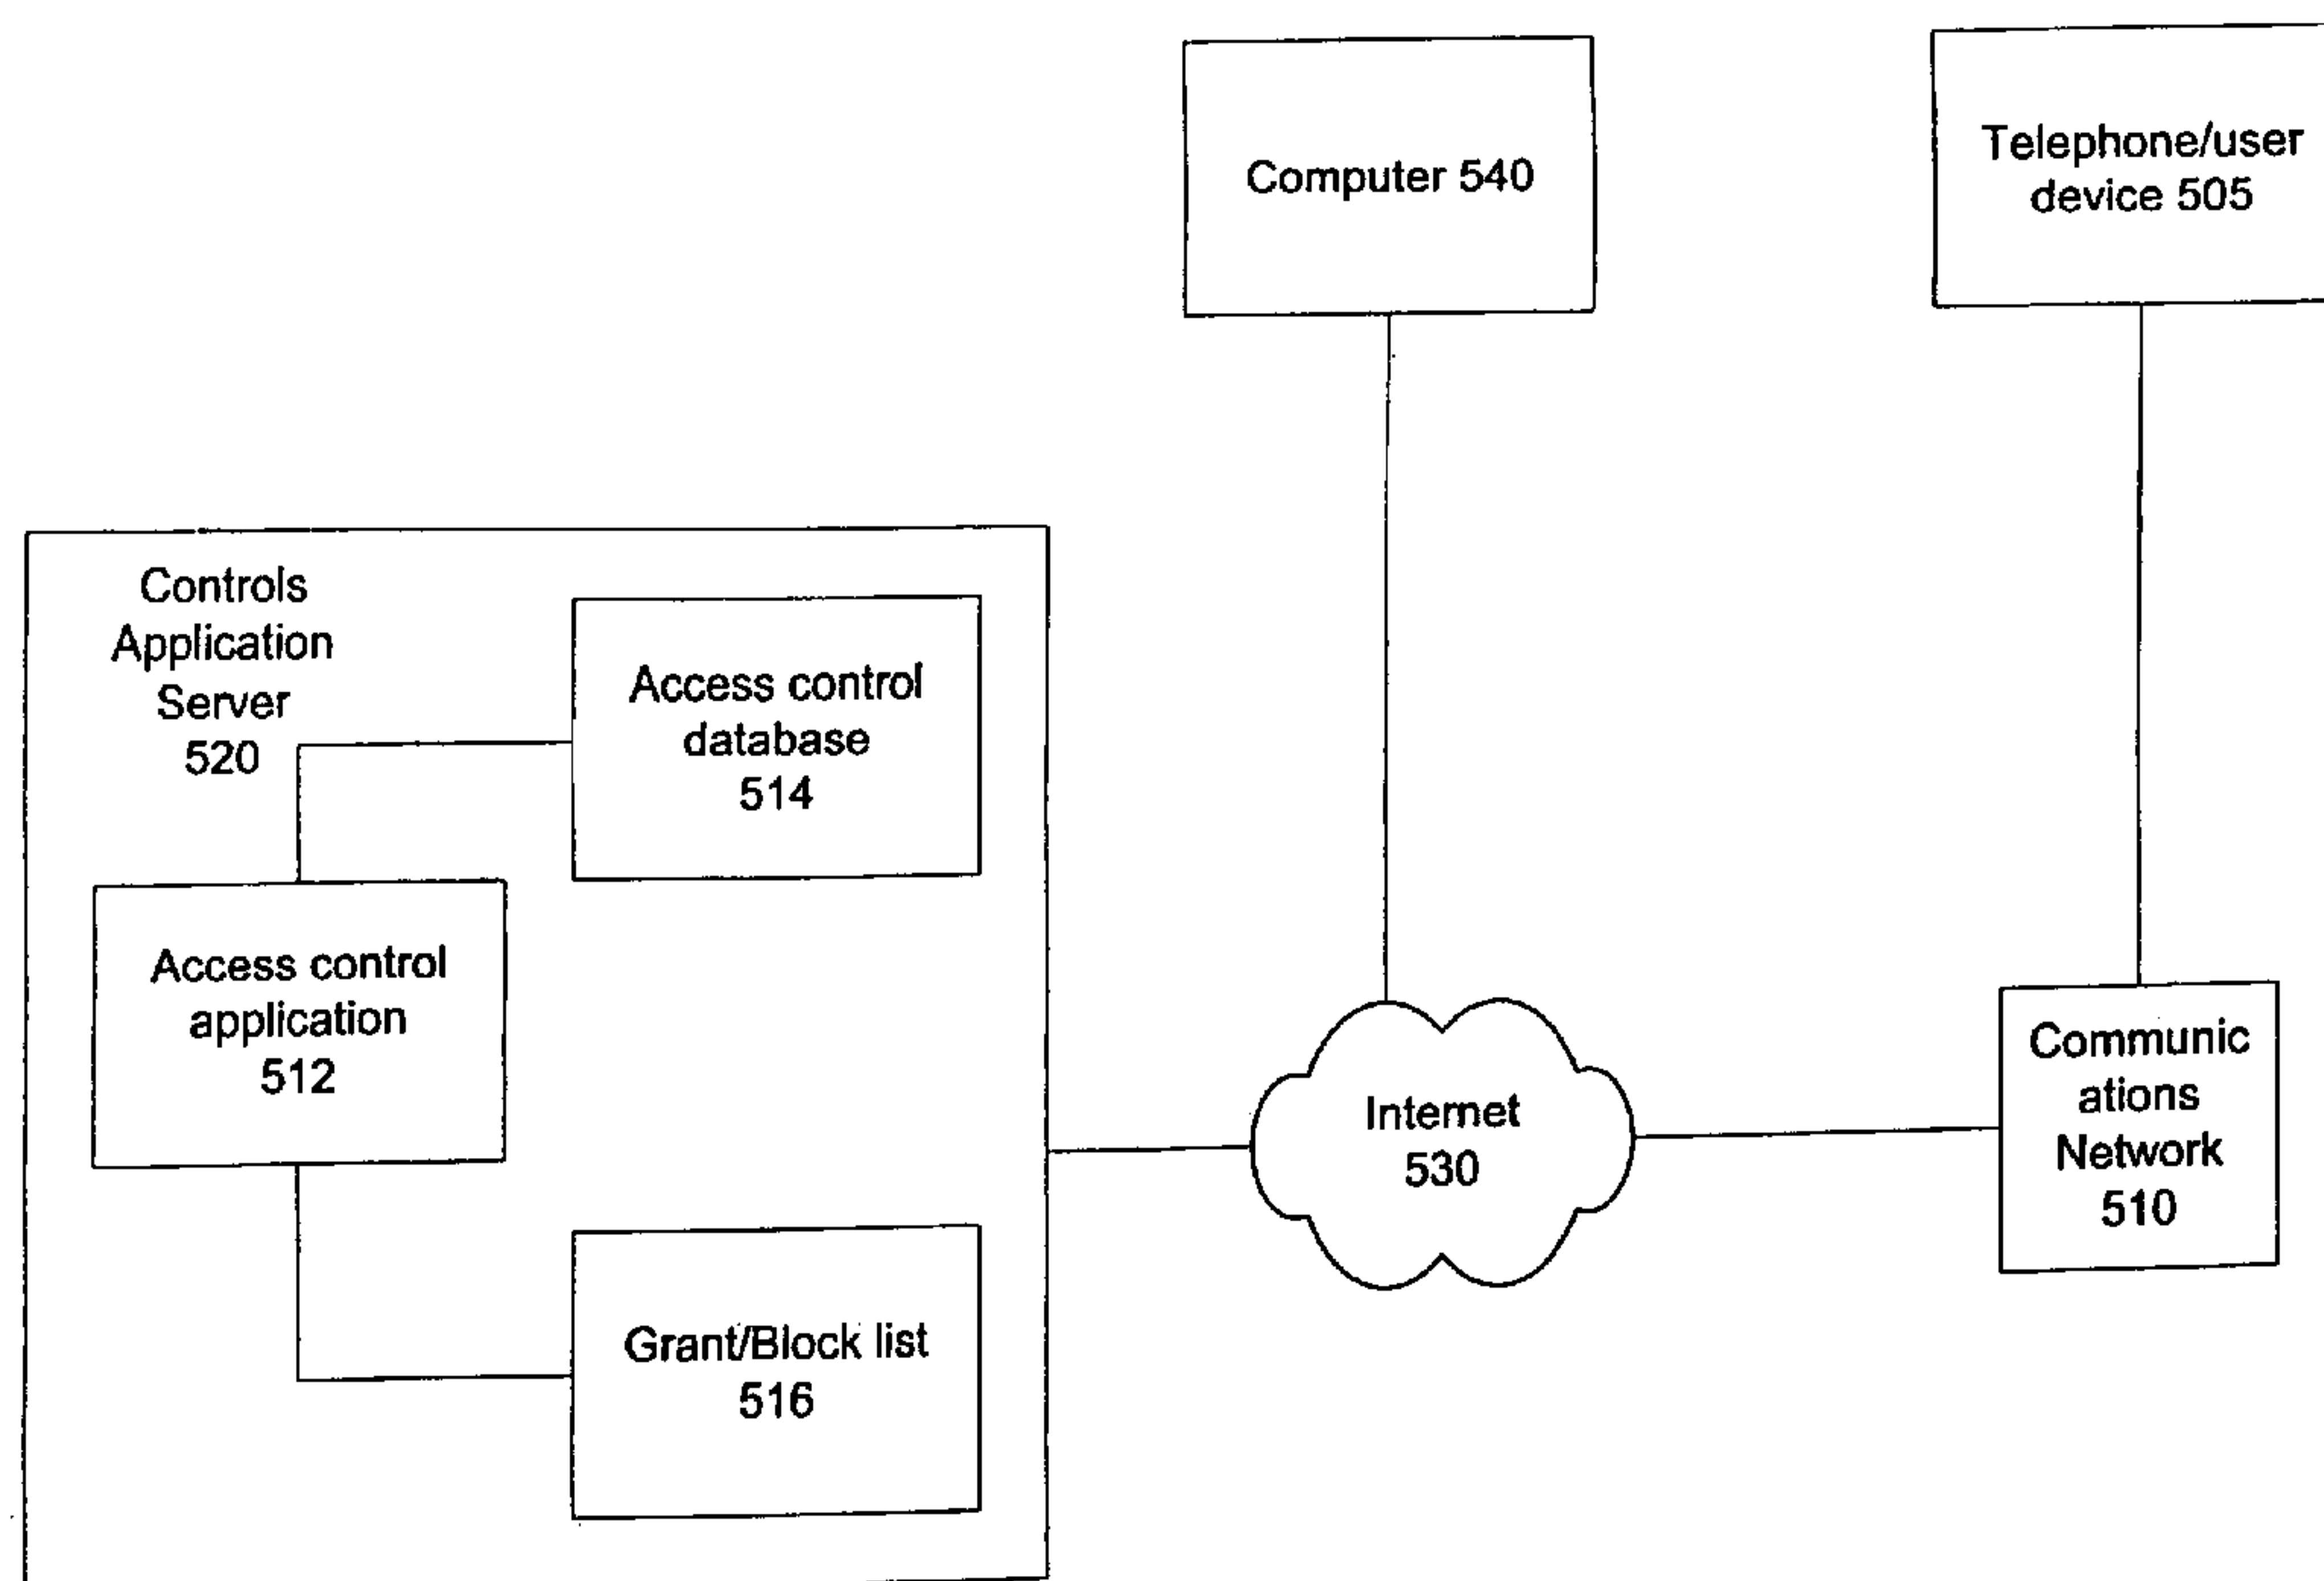 Computer 540
Telephone/user
device 505
Controls
Application
Server
520
Access control
database
514
Access control
application
512
Internet
530
Communic
ations
Network
510
Grant/Block list
516